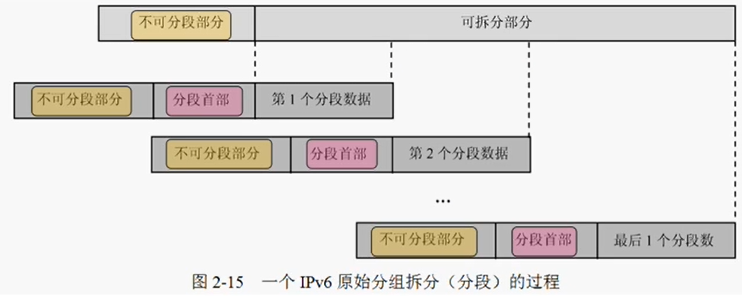 不可分段部分 可拆分部分
不可分段部分 分段首部 第 1 个分段数据
不可分段部分 分段首部 第 2 个分段数据
...
不可分段部分 分段首部 最后 1 个分段数
图 2-15 一个 IPv6 原始分组拆分（分段）的过程